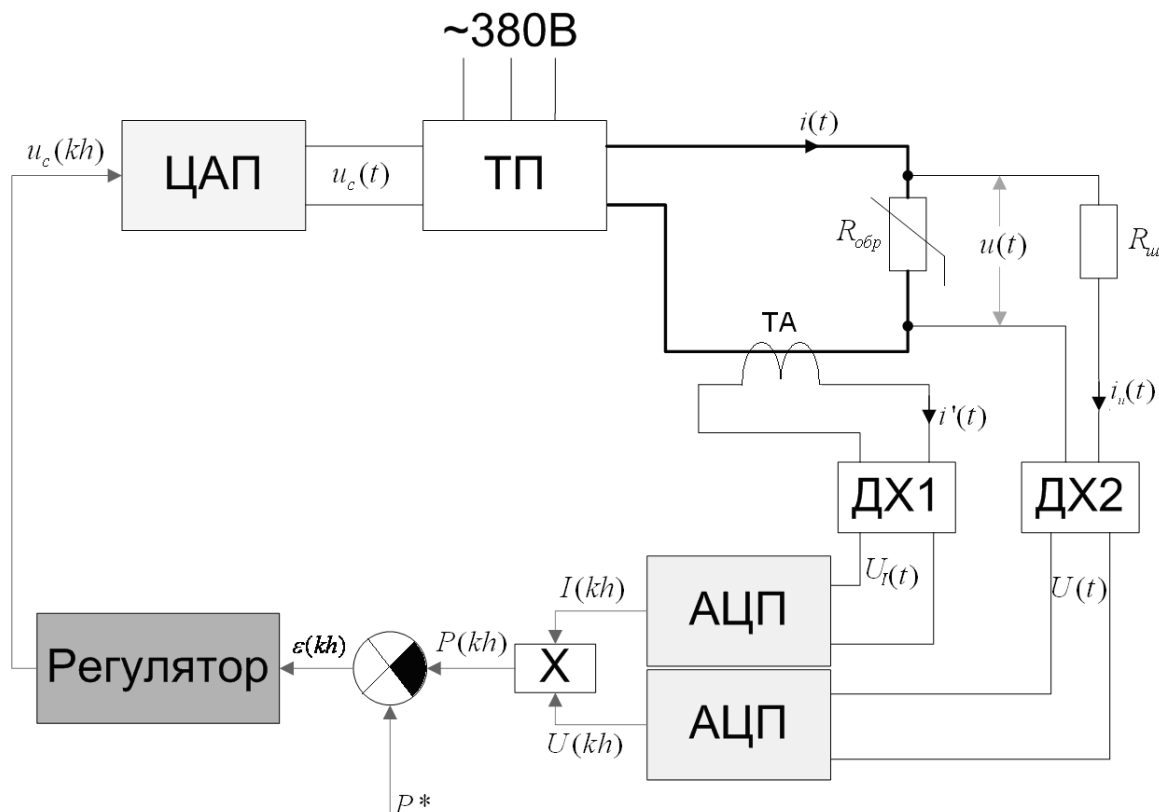 ~380В
u_c(kh)
ЦАП
u_c(t)
ТП
i(t)
R_обр
u(t)
R_ш
ТА
i'(t)
i_u(t)
ДХ1
ДХ2
U_I(t)
U(t)
I(kh)
АЦП
P(kh)
ε(kh)
Регулятор
X
АЦП
U(kh)
P*